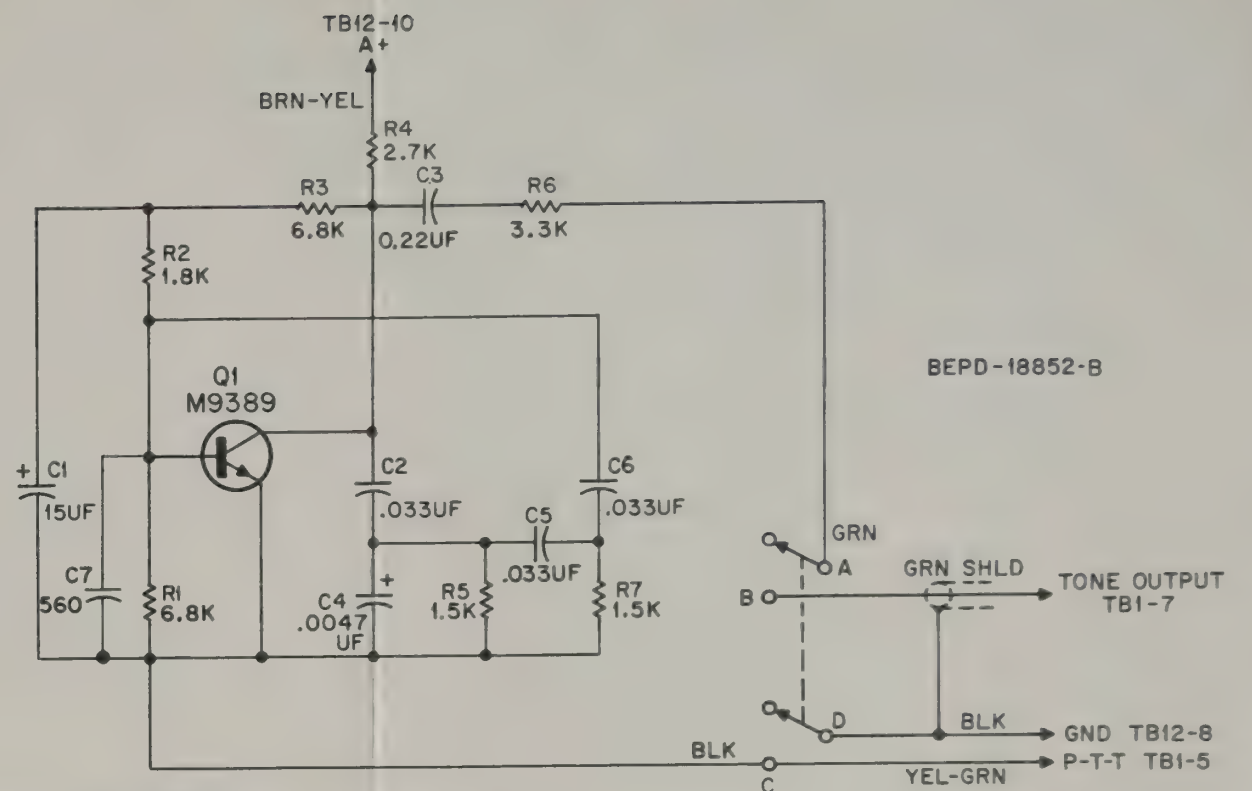 TB12-10
A+
BRN-YEL
R4
2.7K
C3
0.22UF
R3
6.8K
R6
3.3K
R2
1.8K
BEPD-18852-B
Q1
M9389
+
C1
15UF
C2
.033UF
C6
.033UF
C5
.033UF
C7
560
R1
6.8K
+
C4
.0047
UF
R5
1.5K
R7
1.5K
GRN
A
B
GRN SHLD
TONE OUTPUT
TB1-7
D
BLK
GND TB12-8
BLK
C
YEL-GRN
P-T-T TB1-5